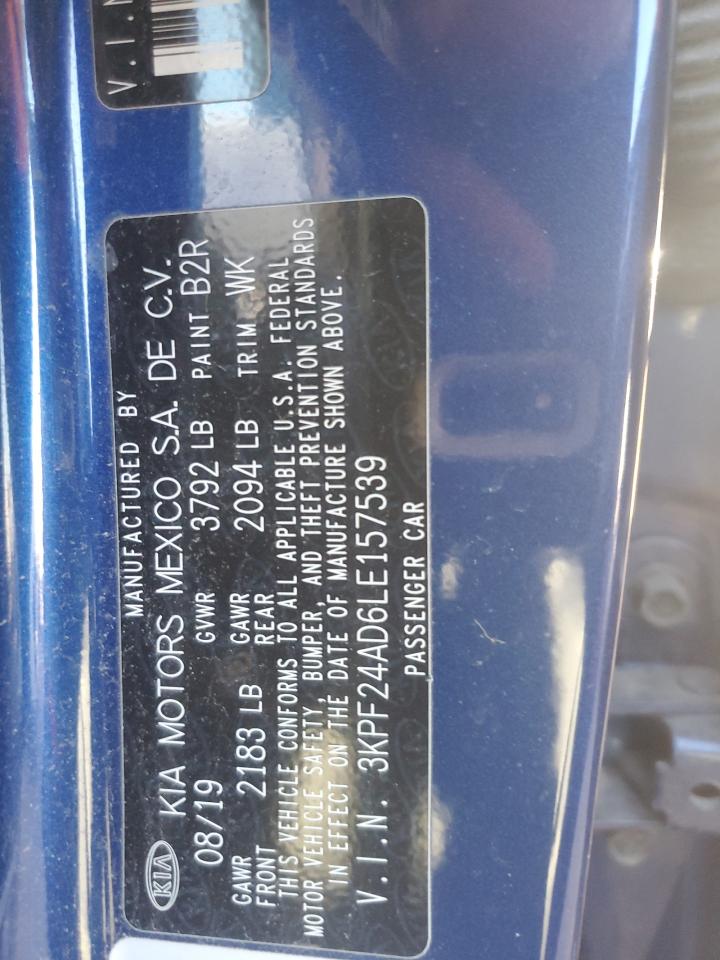 V.I.N
MANUFACTURED BY
KIA KIA MOTORS MEXICO S.A. DE C.V.
08/19 GVWR 3792 LB PAINT B2R
GAWR FRONT 2183 LB GAWR REAR 2094 LB TRIM WK
THIS VEHICLE CONFORMS TO ALL APPLICABLE U.S.A. FEDERAL
MOTOR VEHICLE SAFETY, BUMPER, AND THEFT PREVENTION STANDARDS
IN EFFECT ON THE DATE OF MANUFACTURE SHOWN ABOVE.
V.I.N. 3KPF24AD6LE157539
PASSENGER CAR